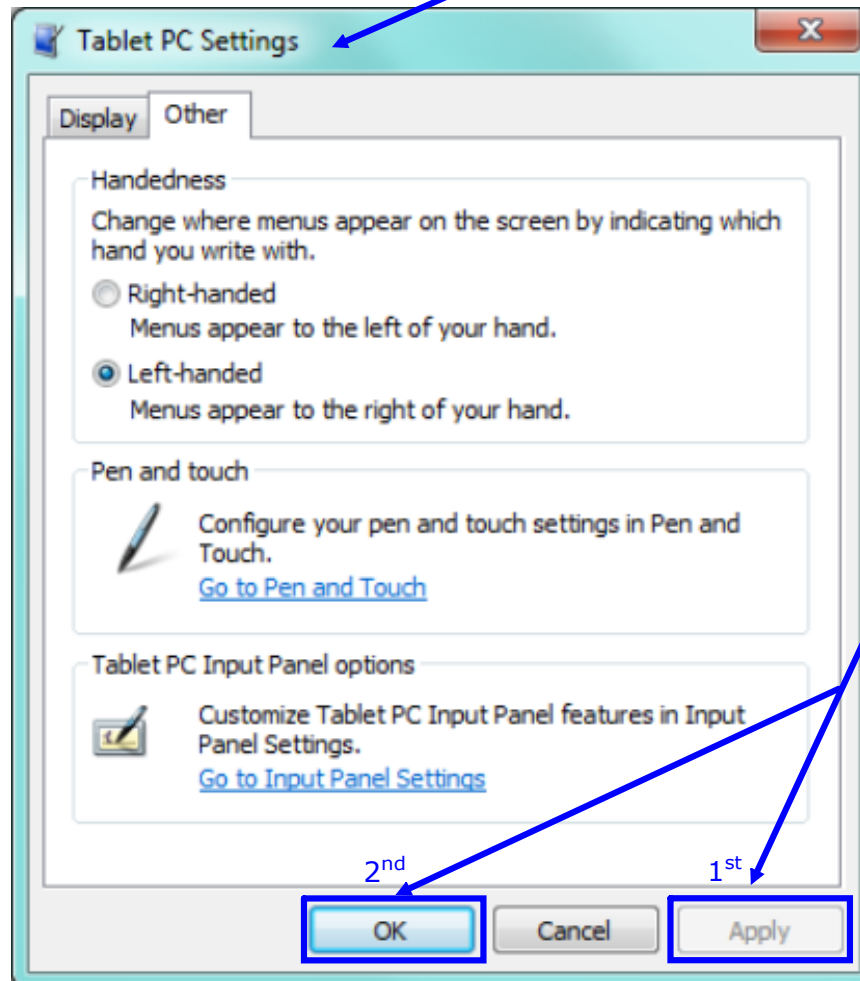 Tablet PC Settings
Display Other
Handedness
Change where menus appear on the screen by indicating which
hand you write with.
Right-handed
Menus appear to the left of your hand.
Left-handed
Menus appear to the right of your hand.
Pen and touch
Configure your pen and touch settings in Pen and
Touch.
Go to Pen and Touch
Tablet PC Input Panel options
Customize Tablet PC Input Panel features in Input
Panel Settings.
Go to Input Panel Settings
2nd 1st
OK Cancel Apply